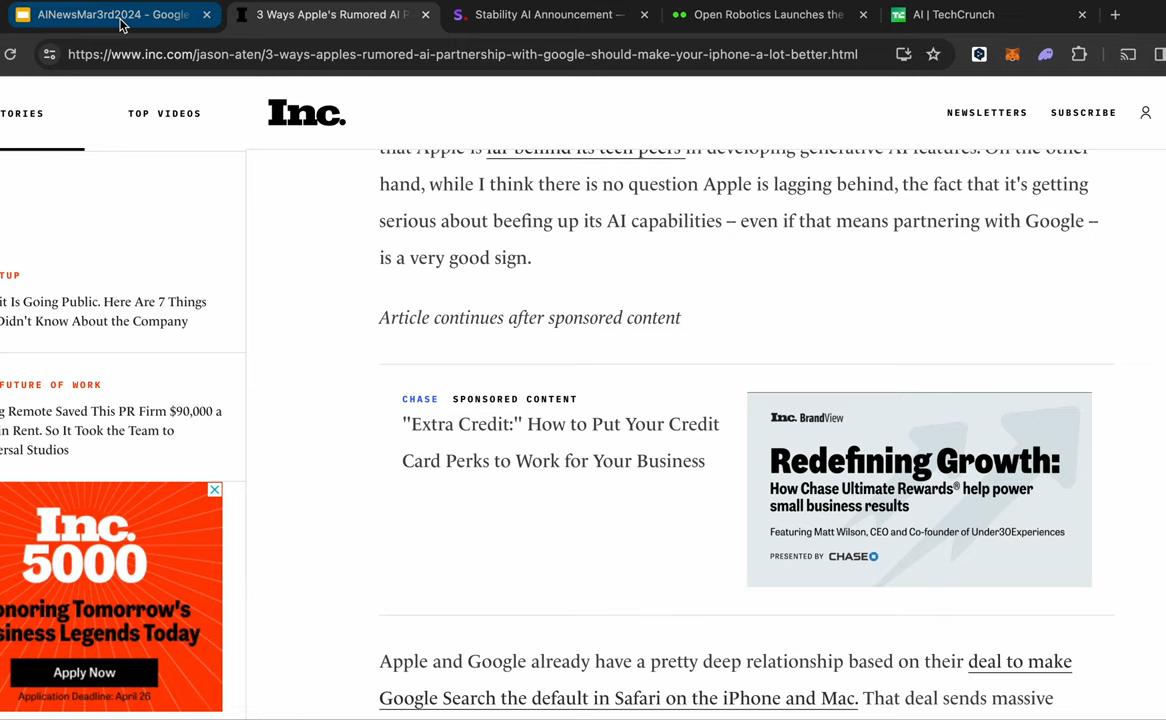 AINewsMar3rd2024 - Google
3 Ways Apple's Rumored AI P
Stability AI Announcement —
Open Robotics Launches the
AI | TechCrunch
https://www.inc.com/jason-aten/3-ways-apples-rumored-ai-partnership-with-google-should-make-your-iphone-a-lot-better.html
TORIES
TOP VIDEOS
Inc.
NEWSLETTERS
SUBSCRIBE
that Apple is far behind its tech peers in developing generative AI features. On the other
hand, while I think there is no question Apple is lagging behind, the fact that it's getting
serious about beefing up its AI capabilities – even if that means partnering with Google –
is a very good sign.
TUP
it Is Going Public. Here Are 7 Things
Didn't Know About the Company
Article continues after sponsored content
FUTURE OF WORK
g Remote Saved This PR Firm $90,000 a
in Rent. So It Took the Team to
ersal Studios
CHASE SPONSORED CONTENT
"Extra Credit:" How to Put Your Credit
Card Perks to Work for Your Business
Inc. BrandView
Redefining Growth:
How Chase Ultimate Rewards® help power
small business results
Featuring Matt Wilson, CEO and Co-founder of Under30Experiences
PRESENTED BY CHASE
Inc.
5000
onoring Tomorrow's
siness Legends Today
Apply Now
Application Deadline: April 26
Apple and Google already have a pretty deep relationship based on their deal to make
Google Search the default in Safari on the iPhone and Mac. That deal sends massive